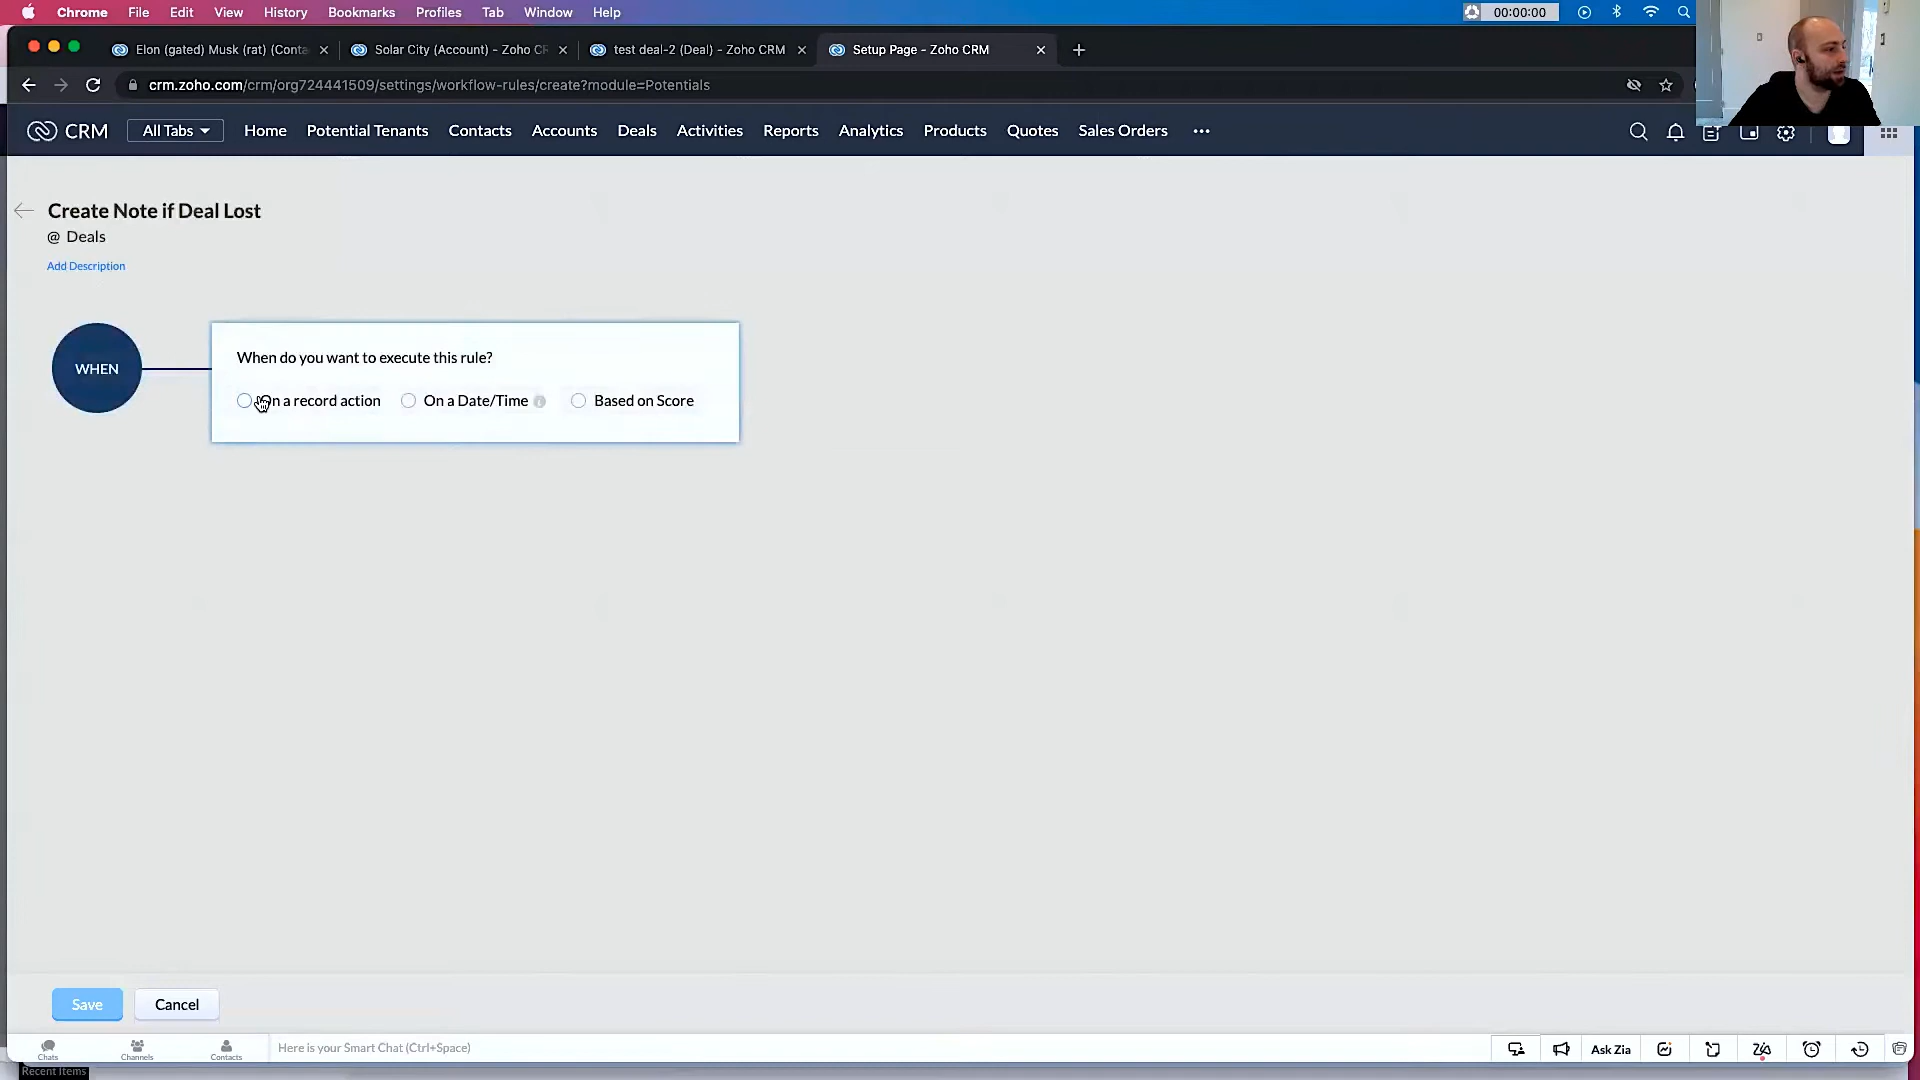 Chrome File Edit View History Bookmarks Profiles Tab Window Help 00:00:00
Elon (gated) Musk (rat) (Conta Solar City (Account) - Zoho CR test deal-2 (Deal) - Zoho CRM Setup Page - Zoho CRM
crm.zoho.com/crm/org724441509/settings/workflow-rules/create?module=Potentials
CRM All Tabs Home Potential Tenants Contacts Accounts Deals Activities Reports Analytics Products Quotes Sales Orders ...
Create Note if Deal Lost
@ Deals
Add Description
WHEN
When do you want to execute this rule?
On a record action On a Date/Time Based on Score
Save Cancel
Here is your Smart Chat (Ctrl+Space) Ask Zia
Chats Channels Contacts
Recent Items